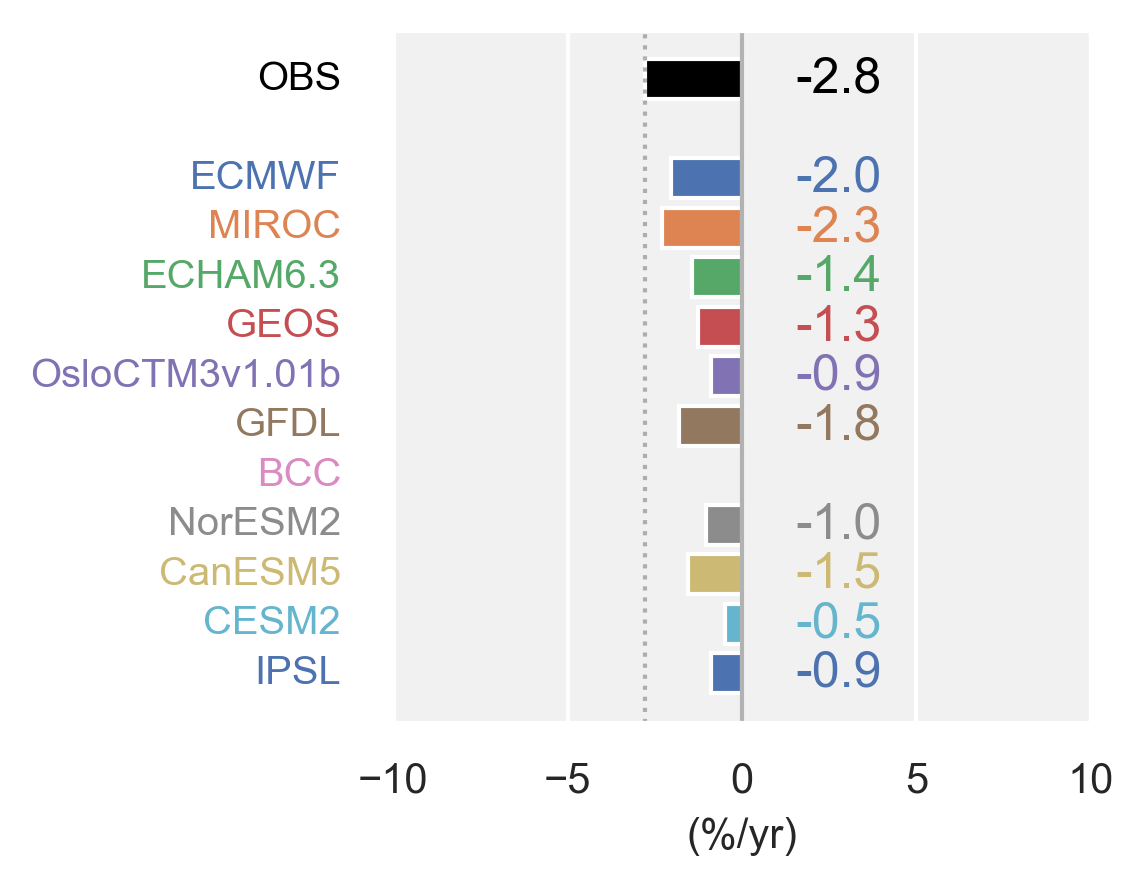 OBS -2.8
ECMWF -2.0
MIROC -2.3
ECHAM6.3 -1.4
GEOS -1.3
OsloCTM3v1.01b -0.9
GFDL -1.8
BCC
NorESM2 -1.0
CanESM5 -1.5
CESM2 -0.5
IPSL -0.9
−10 −5 0 5 10
(%/yr)